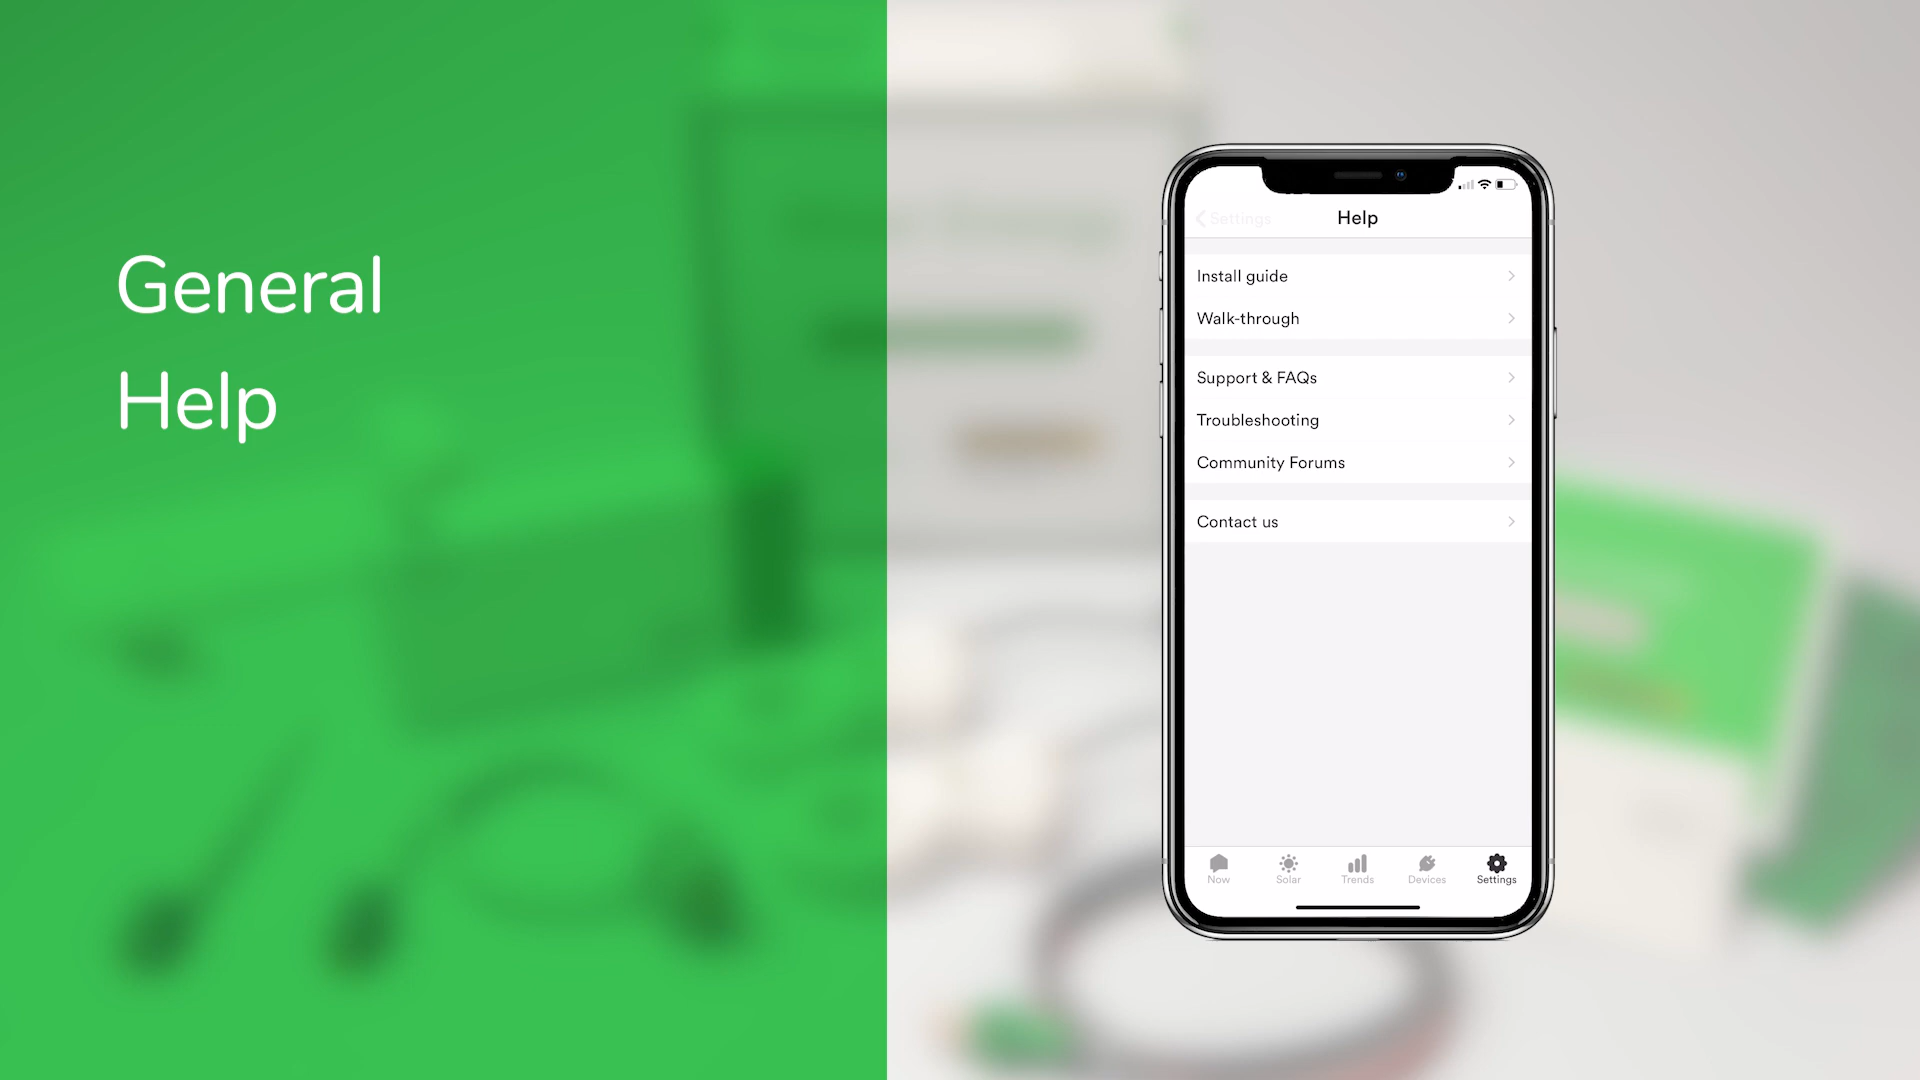 General
Help
Settings
Help
Install guide
Walk-through
Support & FAQs
Troubleshooting
Community Forums
Contact us
Now
Solar
Trends
Devices
Settings